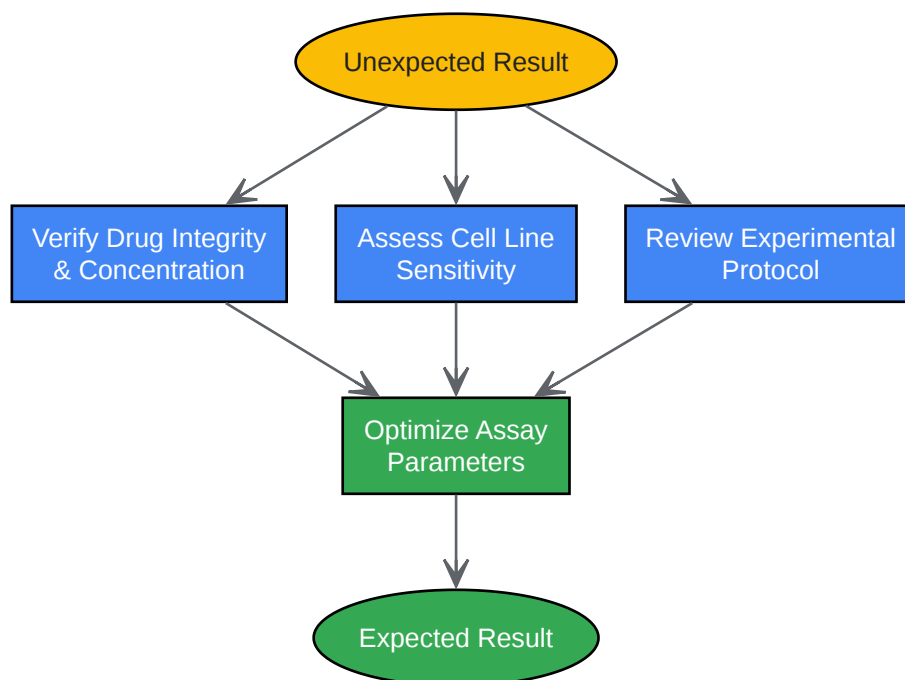 Unexpected Result
Verify Drug Integrity
& Concentration
Assess Cell Line
Sensitivity
Review Experimental
Protocol
Optimize Assay
Parameters
Expected Result